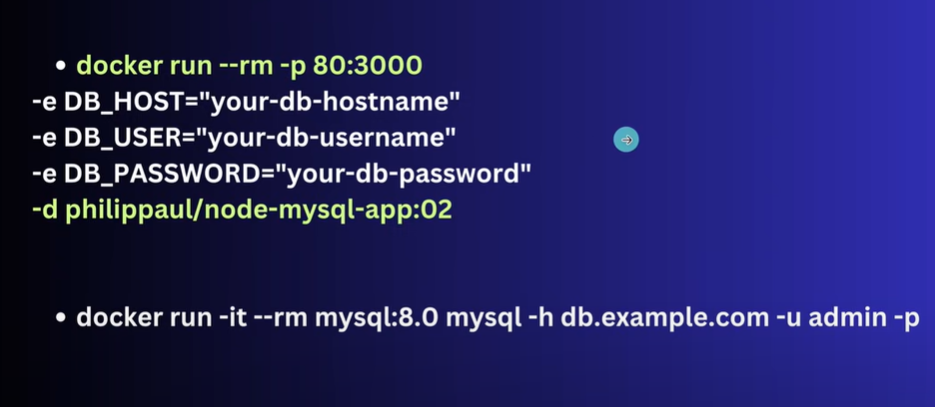 • docker run --rm -p 80:3000
-e DB_HOST="your-db-hostname"
-e DB_USER="your-db-username"
-e DB_PASSWORD="your-db-password"
-d philippaul/node-mysql-app:02
• docker run -it --rm mysql:8.0 mysql -h db.example.com -u admin -p